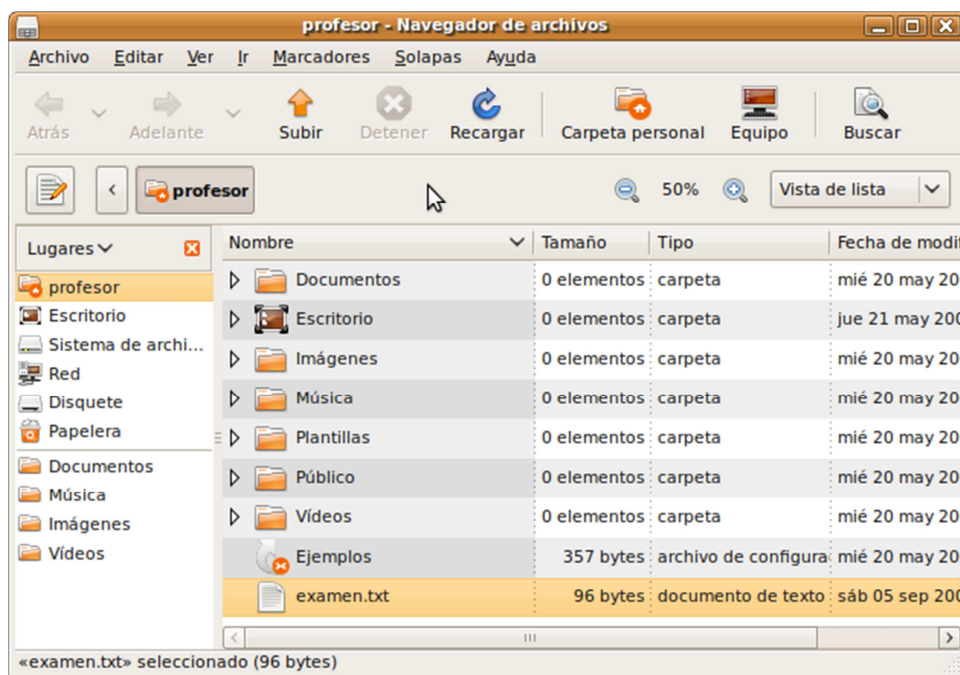 profesor - Navegador de archivos
Archivo Editar Ver Ir Marcadores Solapas Ayuda
Atrás Adelante Subir Detener Recargar Carpeta personal Equipo Buscar
profesor 50% Vista de lista
Lugares Nombre Tamaño Tipo Fecha de modif
profesor
Escritorio
Sistema de archi...
Red
Disquete
Papelera
Documentos
Música
Imágenes
Vídeos
Documentos 0 elementos carpeta mié 20 may 20
Escritorio 0 elementos carpeta jue 21 may 200
Imágenes 0 elementos carpeta mié 20 may 20
Música 0 elementos carpeta mié 20 may 20
Plantillas 0 elementos carpeta mié 20 may 20
Público 0 elementos carpeta mié 20 may 20
Vídeos 0 elementos carpeta mié 20 may 20
Ejemplos 357 bytes archivo de configura mié 20 may 20
examen.txt 96 bytes documento de texto sáb 05 sep 200
«examen.txt» seleccionado (96 bytes)